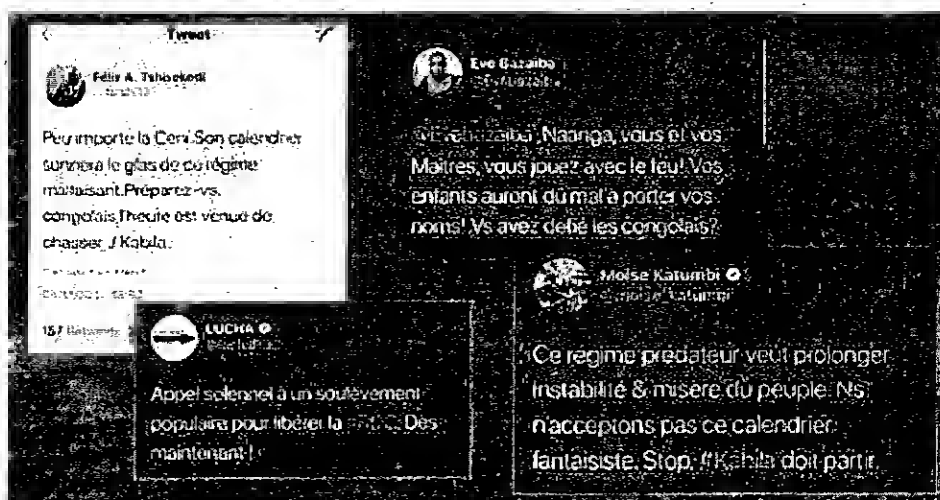 Tweet
Félix A. Tshisekedi
Peu importe la Ceni.Son calendrier
sonnera le glas de ce régime
malfaisant.Préparez-vs,
congolais,l'heure est venue de
chasser # Kabila.
157
Eve Bazaiba
@Evebazaiba, Naanga, vous et vos
Maitres, vous jouez avec le feu! Vos
enfants auront du mal à porter vos
noms! Vs avez défié les congolais?
LUCHA
Appel solennel à un soulèvement
populaire pour libérer la Dès
maintenant !
Moïse Katumbi
@moise_katumbi
Ce régime prédateur veut prolonger
instabilité & misère du peuple. Ns
n'acceptons pas ce calendrier
fantaisiste. Stop. #Kabila doit partir.